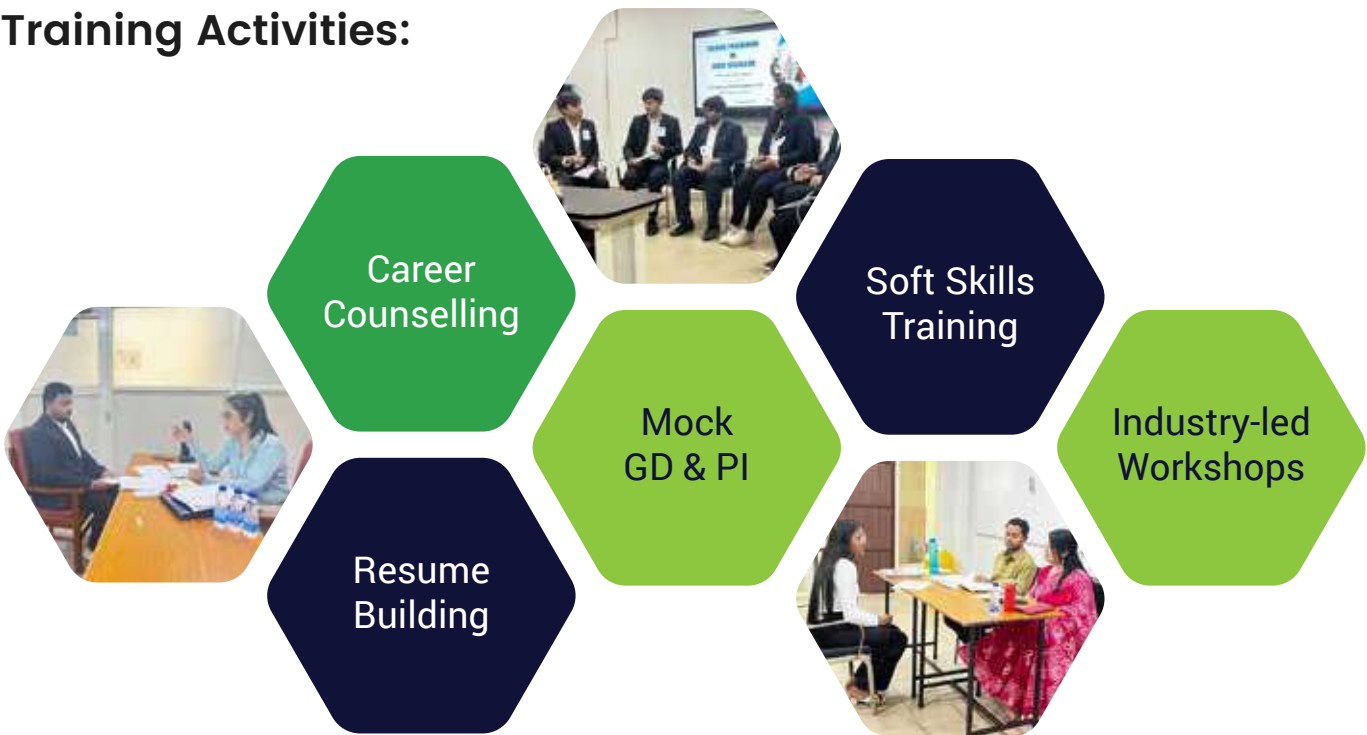 Training Activities:
Career
Counselling
Soft Skills
Training
Mock
GD & PI
Industry-led
Workshops
Resume
Building